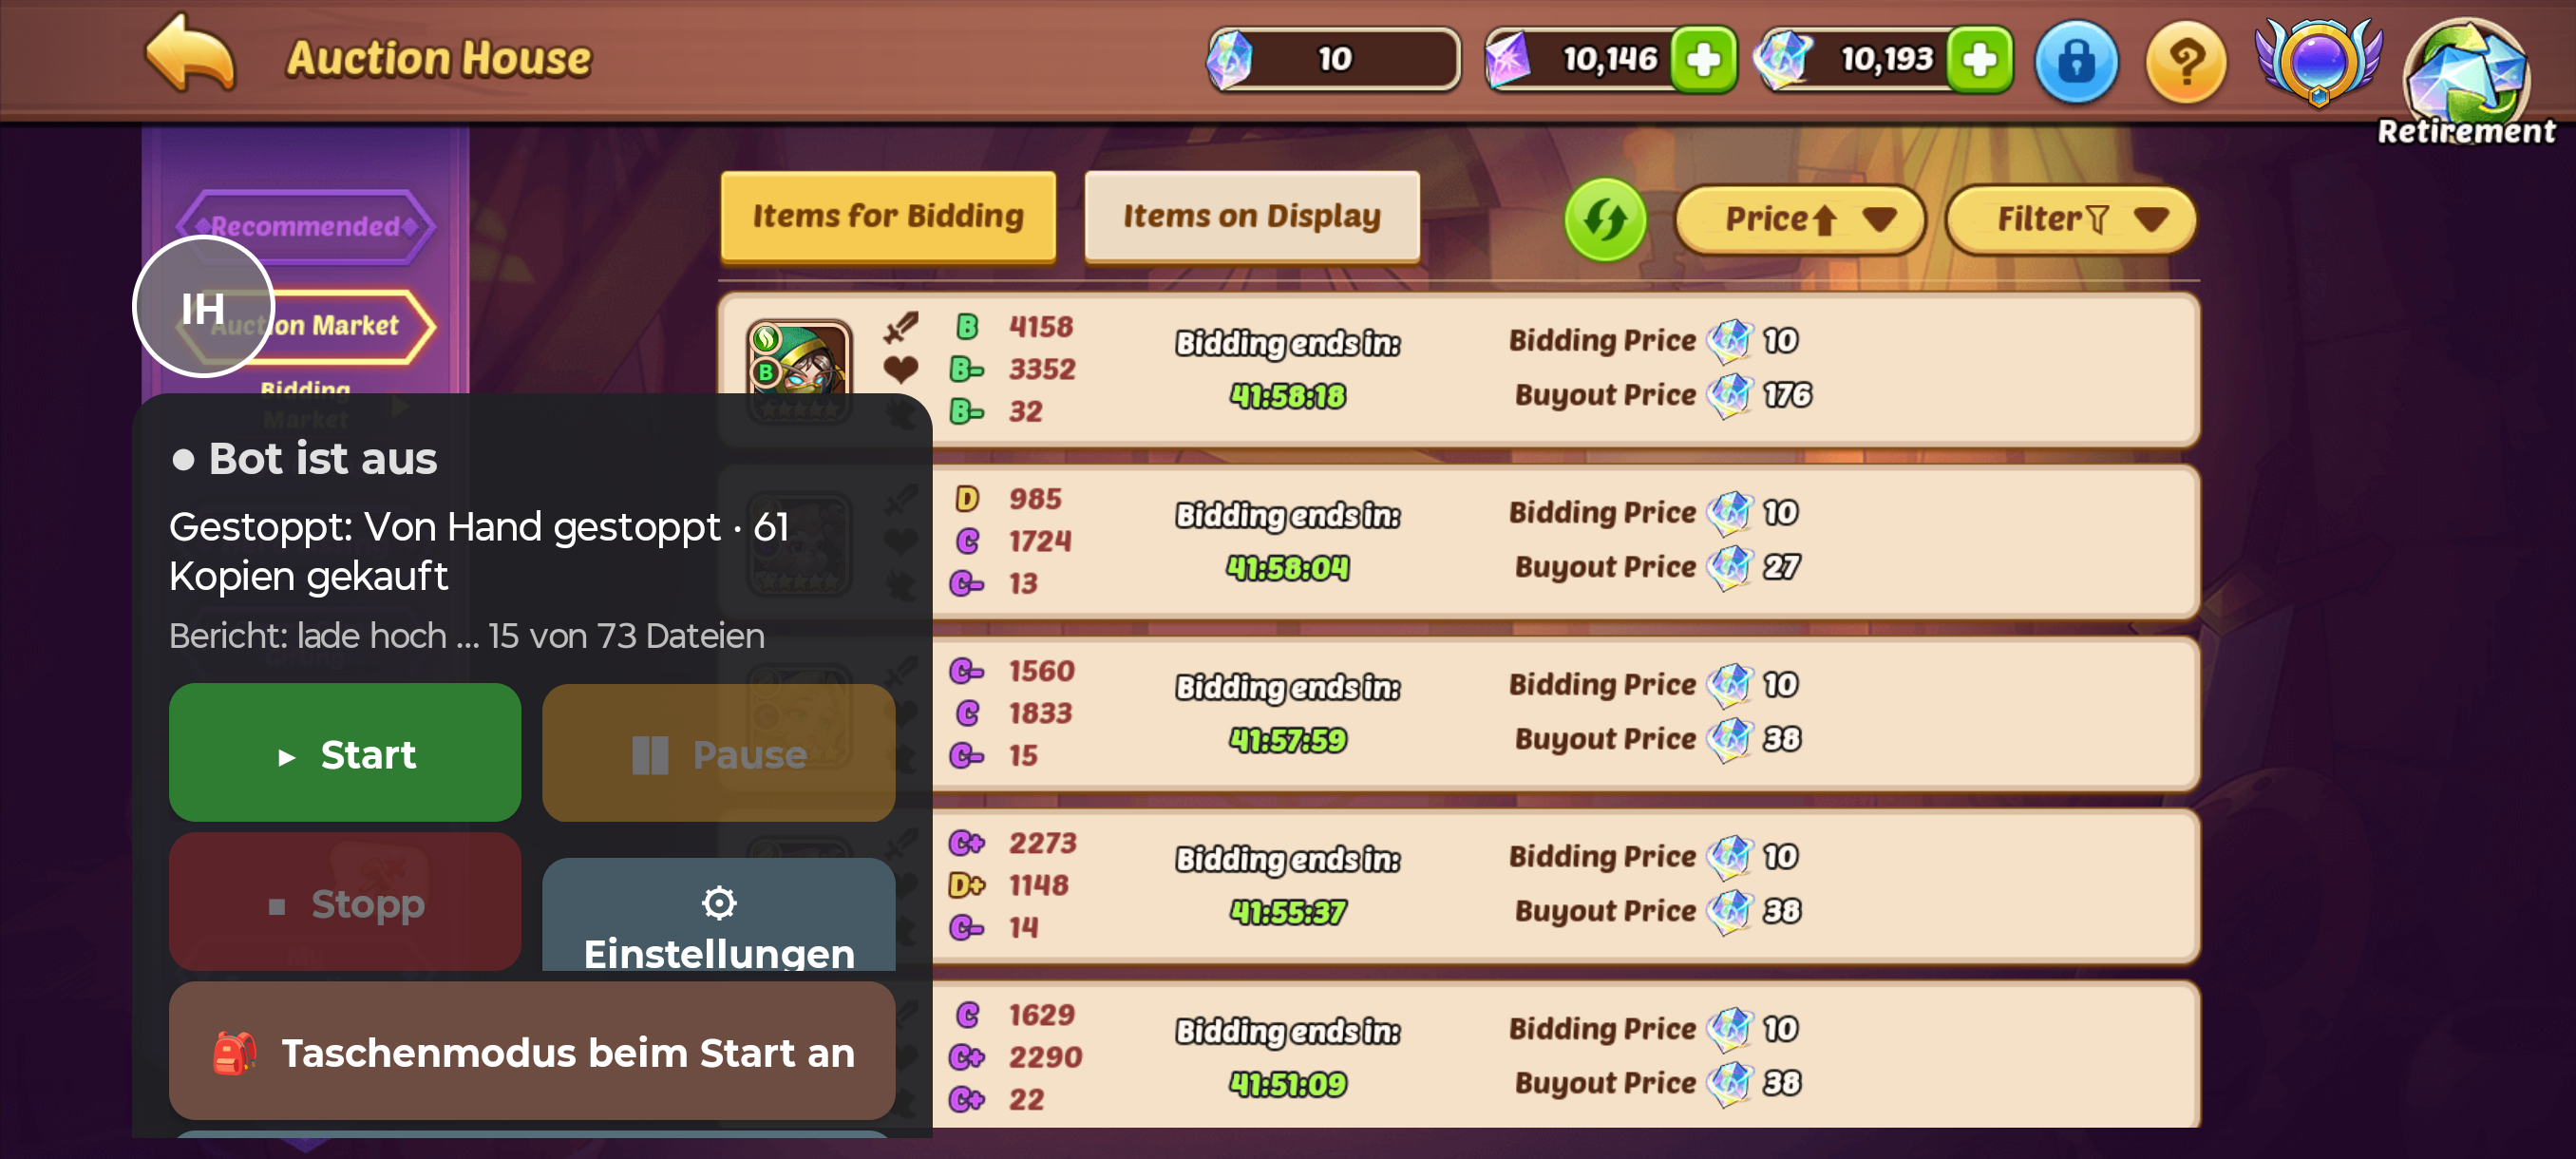 Auction House
10
10,146
10,193
Retirement
Recommended
IH
Auction Market
Bidding
Market
Items for Bidding
Items on Display
Price
Filter
B 4158
B- 3352
B- 32
B
Bidding ends in:
41:58:18
Bidding Price 10
Buyout Price 176
D 985
C 1724
C- 13
Bidding ends in:
41:58:04
Bidding Price 10
Buyout Price 27
C- 1560
C 1833
C- 15
Bidding ends in:
41:57:59
Bidding Price 10
Buyout Price 38
C+ 2273
D+ 1148
C- 14
Bidding ends in:
41:55:37
Bidding Price 10
Buyout Price 38
C 1629
C+ 2290
C+ 22
Bidding ends in:
41:51:09
Bidding Price 10
Buyout Price 38
● Bot ist aus
Gestoppt: Von Hand gestoppt · 61
Kopien gekauft
Bericht: lade hoch ... 15 von 73 Dateien
Start
Pause
Stopp
Einstellungen
My
Taschenmodus beim Start an